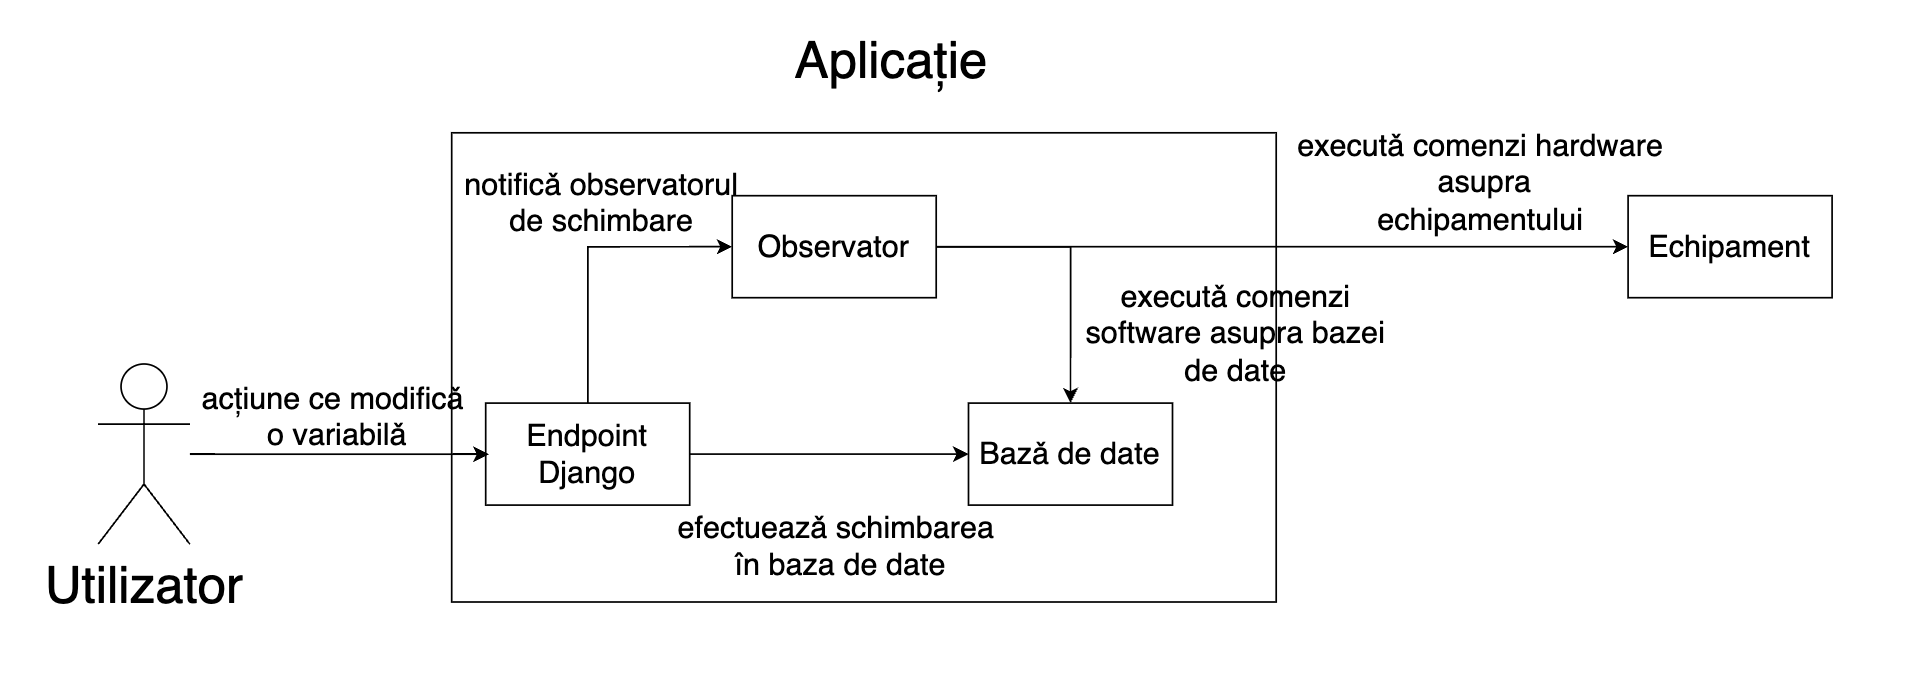 Aplicație
execută comenzi hardware
asupra
echipamentului
notifică observatorul
de schimbare
Observator
Echipament
execută comenzi
software asupra bazei
de date
acțiune ce modifică
o variabilă
Endpoint
Django
Bază de date
efectuează schimbarea
în baza de date
Utilizator